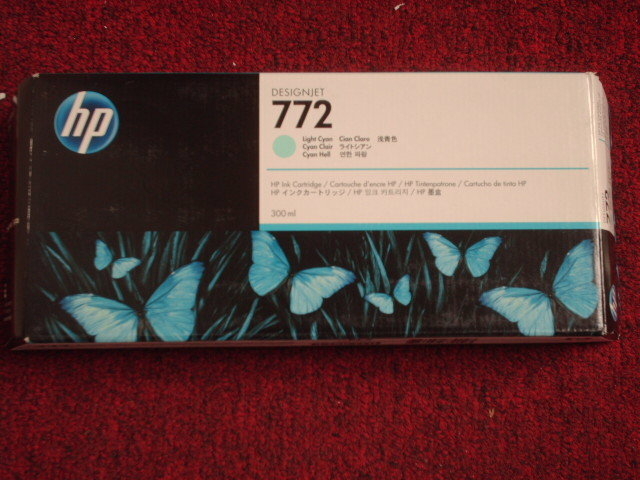 hp
DESIGNJET
772
Light Cyan Cian Claro 浅青色
Cyan Clair ライトシアン
Cyan Hell 연한 파랑
HP Ink Cartridge / Cartouche d'encre HP / HP Tintenpatrone / Cartucho de tinta HP
HP インクカートリッジ / HP 잉크 카트리지 / HP 墨盒
300 ml